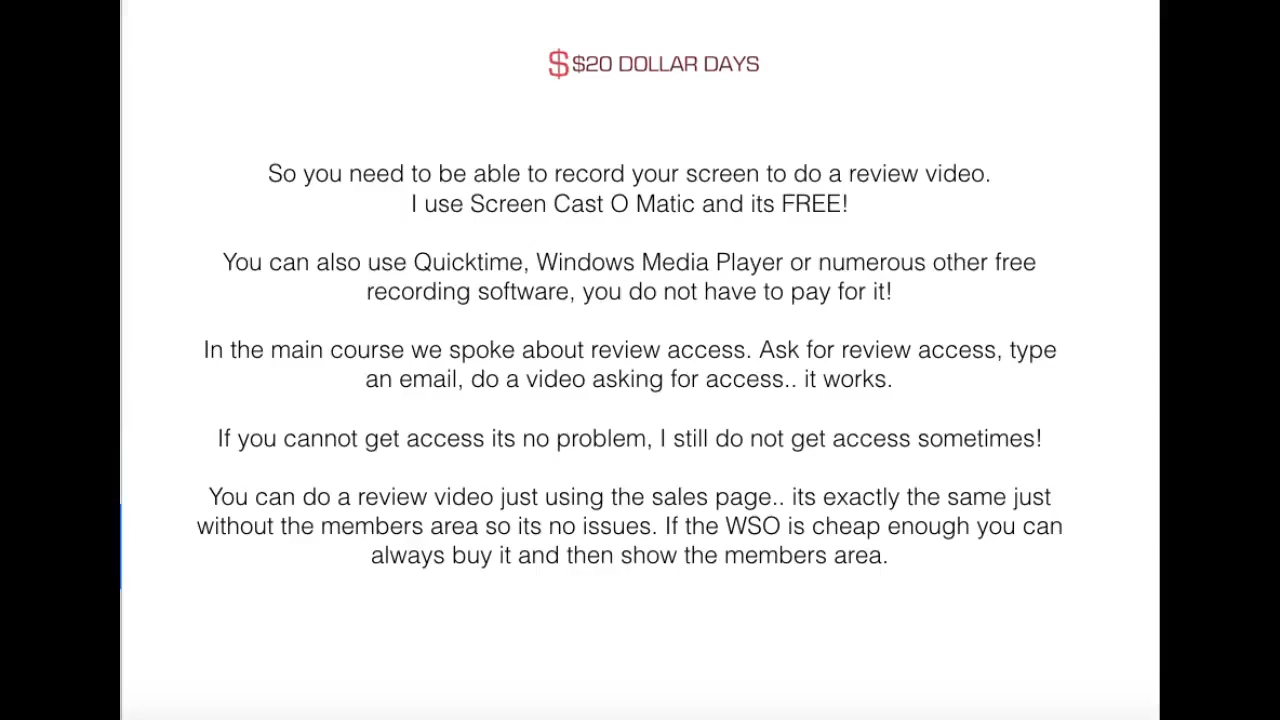 $ $20 DOLLAR DAYS
So you need to be able to record your screen to do a review video.
I use Screen Cast O Matic and its FREE!
You can also use Quicktime, Windows Media Player or numerous other free
recording software, you do not have to pay for it!
In the main course we spoke about review access. Ask for review access, type
an email, do a video asking for access.. it works.
If you cannot get access its no problem, I still do not get access sometimes!
You can do a review video just using the sales page.. its exactly the same just
without the members area so its no issues. If the WSO is cheap enough you can
always buy it and then show the members area.